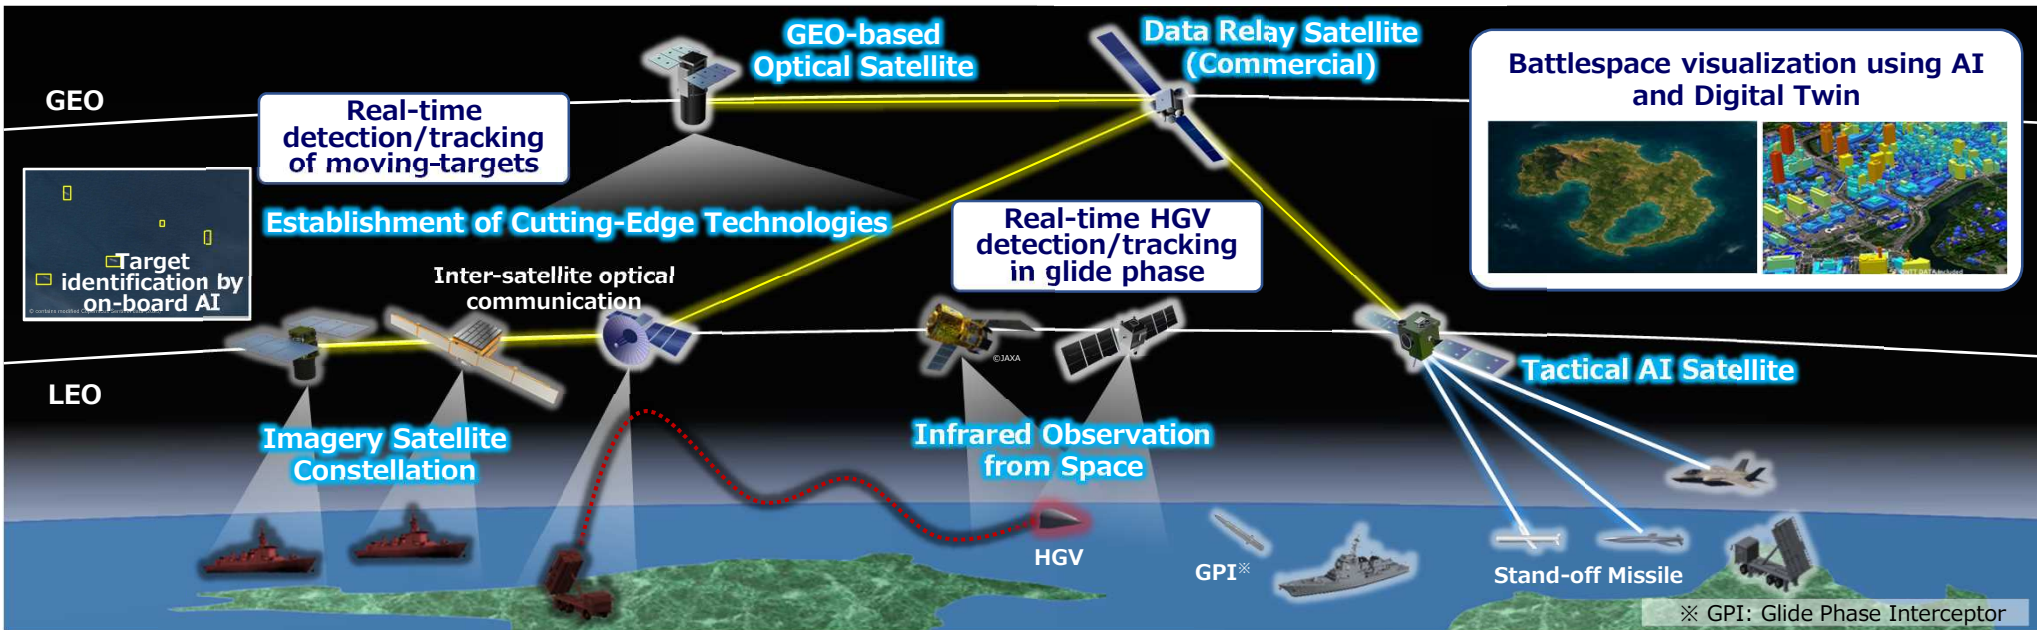 GEO-based
Optical Satellite
Data Relay Satellite
(Commercial)
Battlespace visualization using AI
and Digital Twin
GEO
Real-time
detection/tracking
of moving-targets
Target
identification by
on-board AI
Establishment of Cutting-Edge Technologies
Real-time HGV
detection/tracking
in glide phase
Inter-satellite optical
communication
©JAXA
LEO
Tactical AI Satellite
Imagery Satellite
Constellation
Infrared Observation
from Space
HGV
GPI※
Stand-off Missile
※ GPI: Glide Phase Interceptor